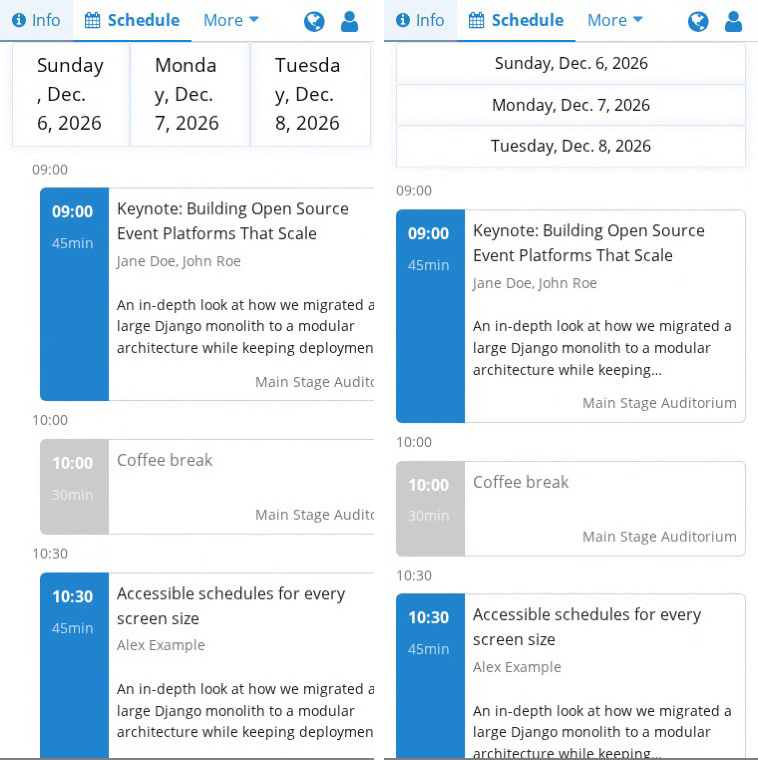 Info Schedule More
Sunday
, Dec.
6, 2026
Monda
y, Dec.
7, 2026
Tuesda
y, Dec.
8, 2026
09:00
09:00
45min
Keynote: Building Open Source
Event Platforms That Scale
Jane Doe, John Roe
An in-depth look at how we migrated a
large Django monolith to a modular
architecture while keeping deploymen
Main Stage Audito
10:00
10:00
30min
Coffee break
Main Stage Audito
10:30
10:30
45min
Accessible schedules for every
screen size
Alex Example
An in-depth look at how we migrated a
large Django monolith to a modular
architecture while keeping deploymen
Info Schedule More
Sunday, Dec. 6, 2026
Monday, Dec. 7, 2026
Tuesday, Dec. 8, 2026
09:00
09:00
45min
Keynote: Building Open Source
Event Platforms That Scale
Jane Doe, John Roe
An in-depth look at how we migrated a
large Django monolith to a modular
architecture while keeping...
Main Stage Auditorium
10:00
10:00
30min
Coffee break
Main Stage Auditorium
10:30
10:30
45min
Accessible schedules for every
screen size
Alex Example
An in-depth look at how we migrated a
large Django monolith to a modular
architecture while keeping...